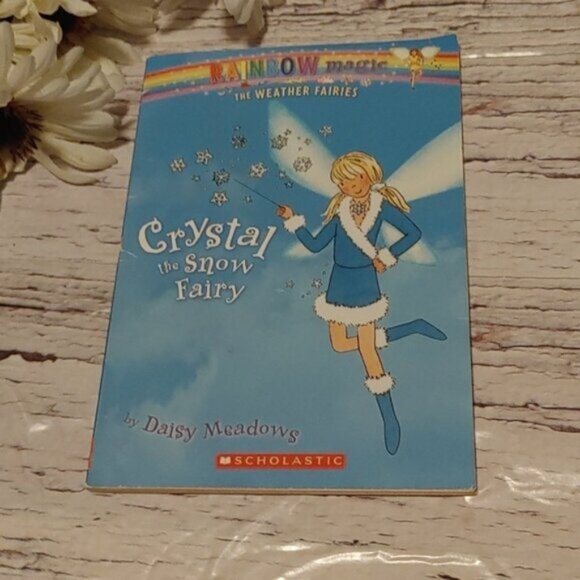 RAINBOW magic
THE WEATHER FAIRIES
Crystal
the Snow
Fairy
by Daisy Meadows
SCHOLASTIC